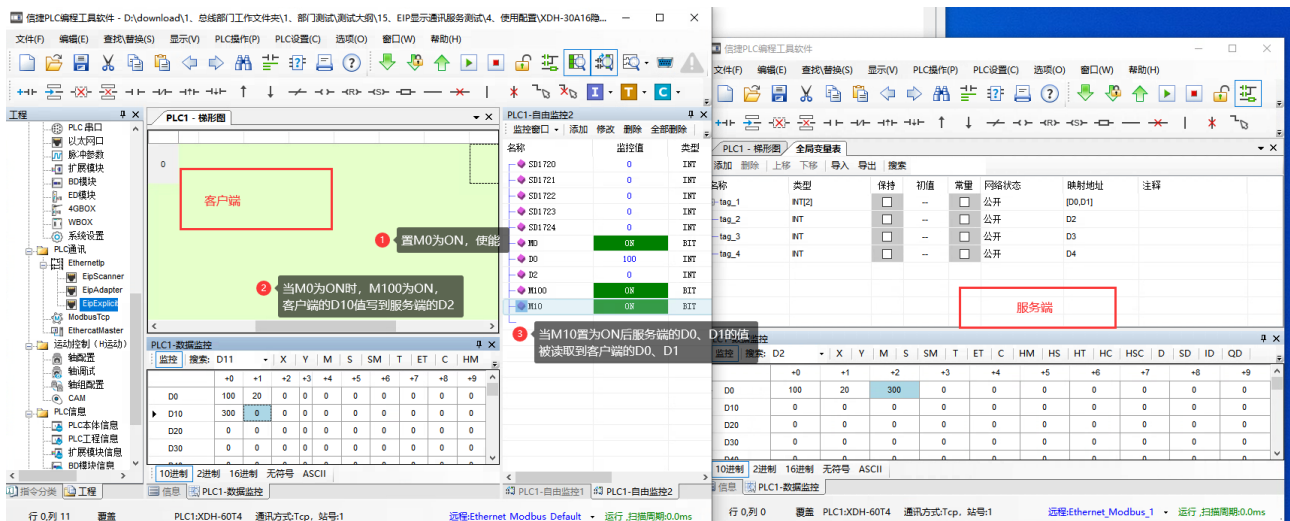 信捷PLC编程工具软件 - D:\download\1、总线部门工作文件夹\1、部门测试\测试大纲\15、EIP显示通讯服务测试\4、使用配置\XDH-30A16隐...
文件(F) 编辑(E) 查找\替换(S) 显示(V) PLC操作(P) PLC设置(C) 选项(O) 窗口(W) 帮助(H)
工程
PLC 串口
以太网口
脉冲参数
扩展模块
BD模块
ED模块
4GBOX
WBOX
系统设置
PLC通讯
EthernetIp
EipScanner
EipAdapter
EipExplicit
ModbusTcp
EthercatMaster
运动控制（H运动）
轴配置
轴调试
轴组配置
CAM
PLC信息
PLC本体信息
PLC工程信息
扩展模块信息
BD模块信息
指令分类 工程
PLC1 - 梯形图
0
客户端
1 置M0为ON，使能
2 当M0为ON时，M100为ON，
客户端的D10值写到服务端的D2
PLC1-数据监控
监控 搜索: D11 X Y M S SM T ET C HM
+0 +1 +2 +3 +4 +5 +6 +7 +8 +9
D0 100 20 0 0 0 0 0 0 0 0
D10 300 0 0 0 0 0 0 0 0 0
D20 0 0 0 0 0 0 0 0 0 0
D30 0 0 0 0 0 0 0 0 0 0
10进制 2进制 16进制 无符号 ASCII
信息 PLC1-数据监控
PLC1-自由监控2
监控窗口 添加 修改 删除 全部删除
名称 监控值 类型
SD1720 0 INT
SD1721 0 INT
SD1722 0 INT
SD1723 0 INT
SD1724 0 INT
M0 ON BIT
D0 100 INT
D2 0 INT
M100 ON BIT
M10 ON BIT
3 当M10置为ON后服务端的D0、D1的值
被读取到客户端的D0、D1
PLC1-自由监控1 PLC1-自由监控2
行 0,列 11 覆盖 PLC1:XDH-60T4 通讯方式:Tcp，站号:1 远程:Ethernet Modbus Default 运行 ,扫描周期:0.0ms
信捷PLC编程工具软件
文件(F) 编辑(E) 查找\替换(S) 显示(V) PLC操作(P) PLC设置(C) 选项(O) 窗口(W) 帮助(H)
PLC1 - 梯形图 全局变量表
添加 删除 上移 下移 导入 导出 搜索
名称 类型 保持 初值 常量 网络状态 映射地址 注释
tag_1 INT[2] -- 公开 [D0,D1]
tag_2 INT -- 公开 D2
tag_3 INT -- 公开 D3
tag_4 INT -- 公开 D4
服务端
监控 搜索: D2 X Y M S SM T ET C HM HS HT HC HSC D SD ID QD
+0 +1 +2 +3 +4 +5 +6 +7 +8 +9
D0 100 20 300 0 0 0 0 0 0 0
D10 0 0 0 0 0 0 0 0 0 0
D20 0 0 0 0 0 0 0 0 0 0
D30 0 0 0 0 0 0 0 0 0 0
10进制 2进制 16进制 无符号 ASCII
信息 PLC1-数据监控
行 0,列 0 覆盖 PLC1:XDH-60T4 通讯方式:Tcp，站号:1 远程:Ethernet_Modbus_1 运行 ,扫描周期:0.0ms